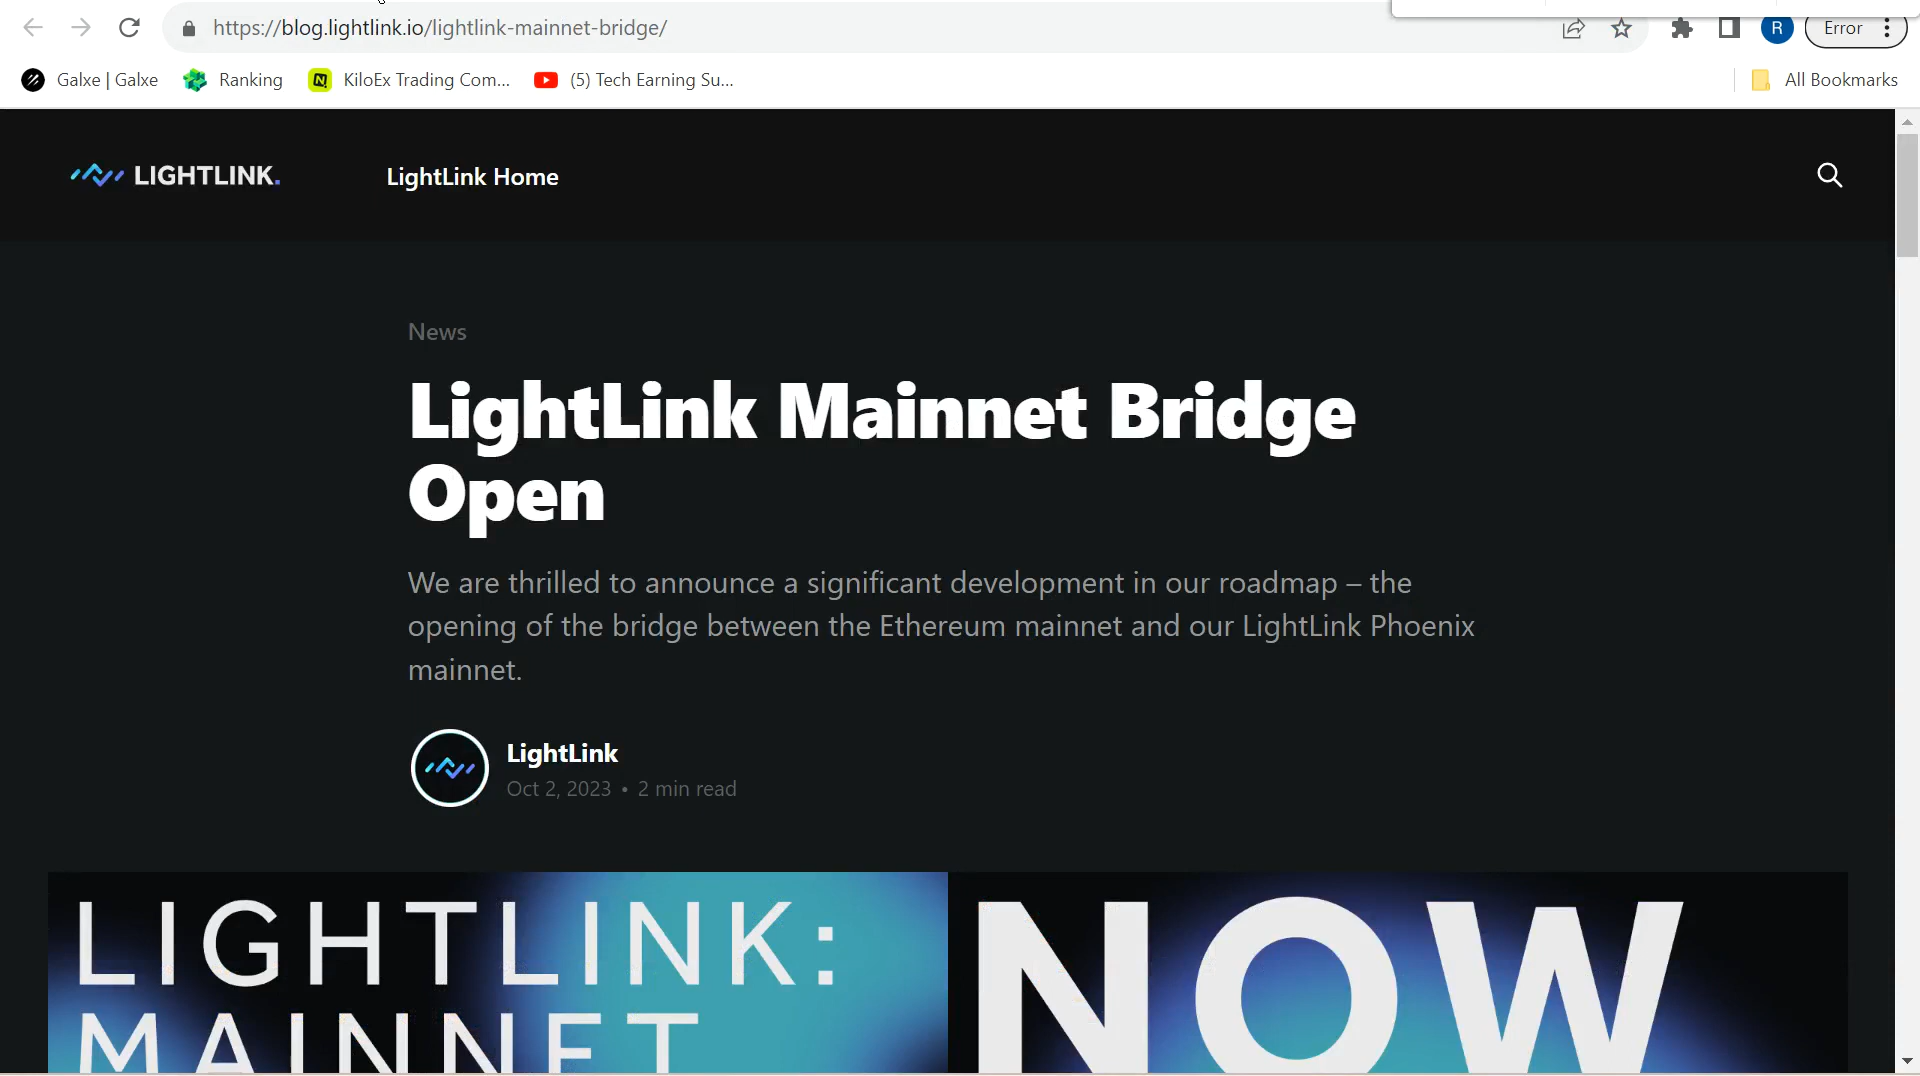 https://blog.lightlink.io/lightlink-mainnet-bridge/
R
Error
Galxe | Galxe
Ranking
KiloEx Trading Com...
(5) Tech Earning Su...
All Bookmarks
LIGHTLINK.
LightLink Home
News
LightLink Mainnet Bridge
Open
We are thrilled to announce a significant development in our roadmap – the
opening of the bridge between the Ethereum mainnet and our LightLink Phoenix
mainnet.
LightLink
Oct 2, 2023 • 2 min read
LIGHTLINK:
MAINNET
NOW